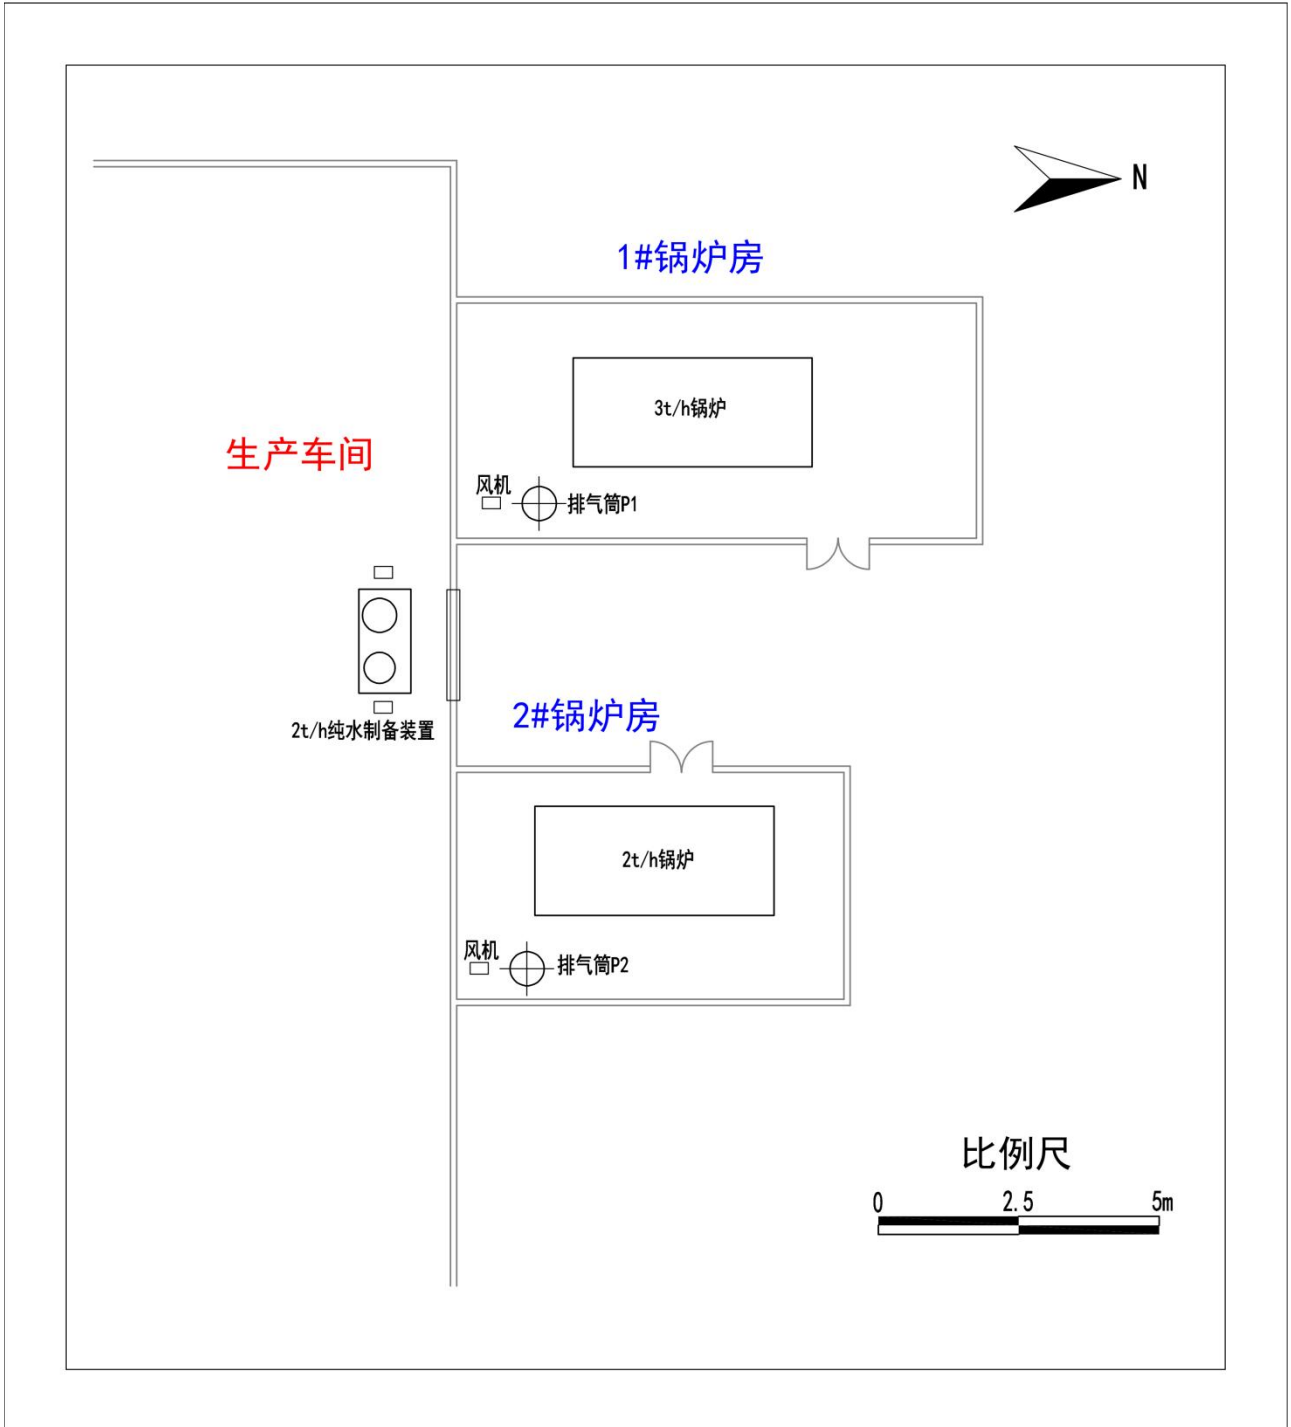 N
1#锅炉房
3t/h锅炉
生产车间
风机
排气筒P1
2t/h纯水制备装置
2#锅炉房
2t/h锅炉
风机
排气筒P2
比例尺
0 2.5 5m